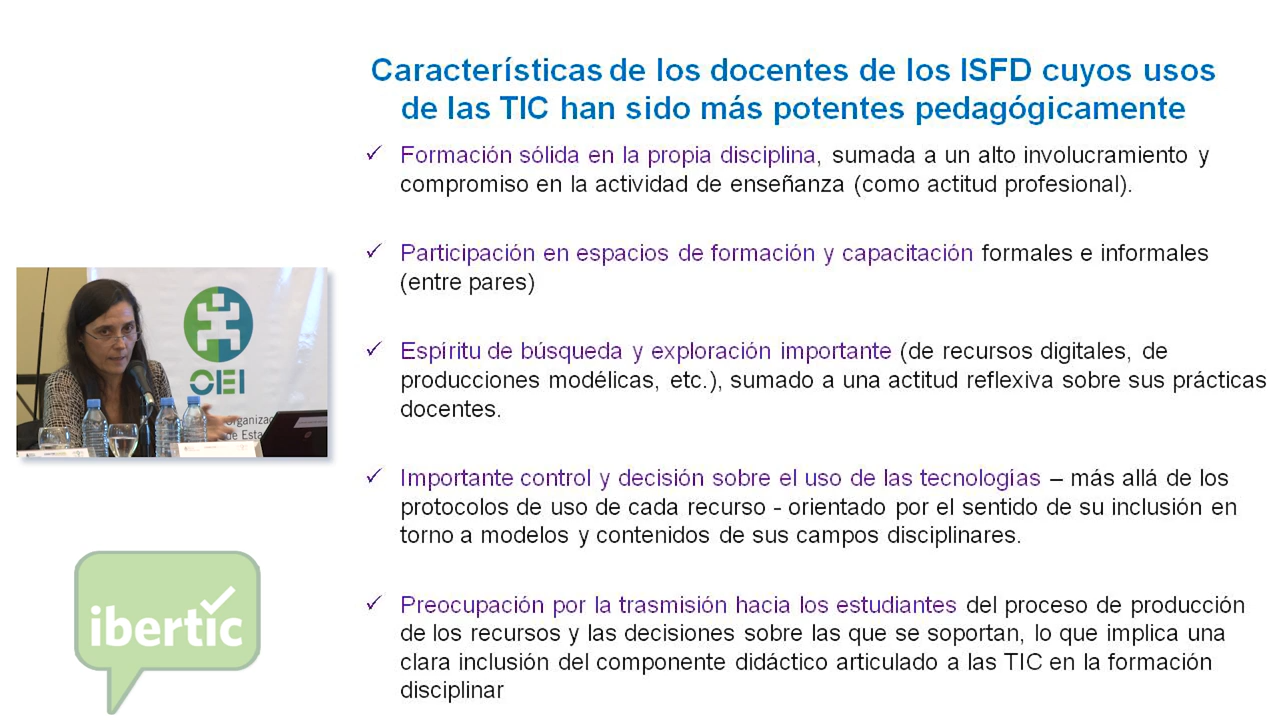 Características de los docentes de los ISFD cuyos usos
de las TIC han sido más potentes pedagógicamente
Formación sólida en la propia disciplina, sumada a un alto involucramiento y
compromiso en la actividad de enseñanza (como actitud profesional).
Participación en espacios de formación y capacitación formales e informales
(entre pares)
Espíritu de búsqueda y exploración importante (de recursos digitales, de
producciones modélicas, etc.), sumado a una actitud reflexiva sobre sus prácticas
docentes.
Importante control y decisión sobre el uso de las tecnologías – más allá de los
protocolos de uso de cada recurso - orientado por el sentido de su inclusión en
torno a modelos y contenidos de sus campos disciplinares.
Preocupación por la trasmisión hacia los estudiantes del proceso de producción
de los recursos y las decisiones sobre las que se soportan, lo que implica una
clara inclusión del componente didáctico articulado a las TIC en la formación
disciplinar
OEI
Organizac
de Esta
ibertic